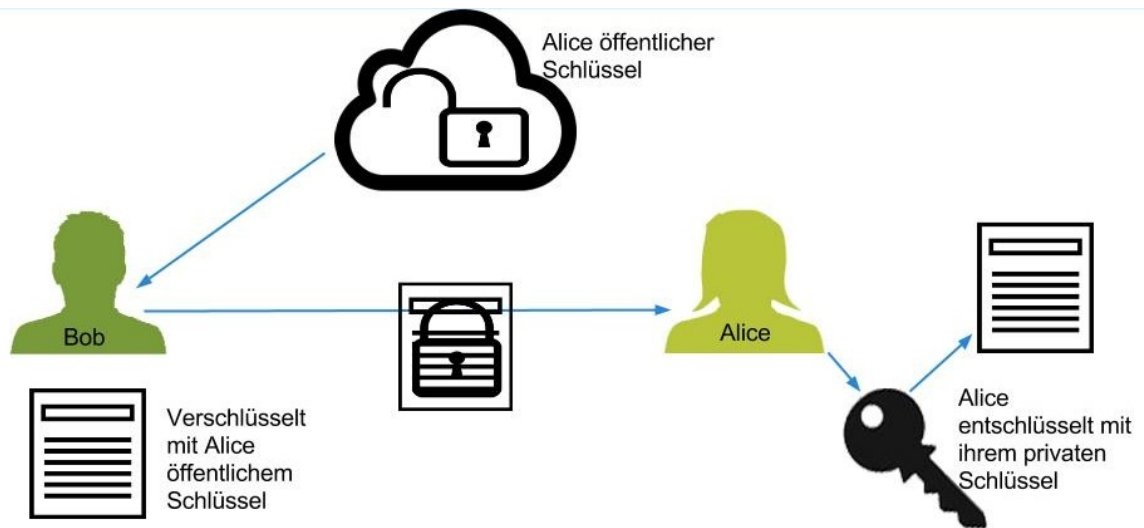 Alice öffentlicher
Schlüssel
Bob
Alice
Verschlüsselt
mit Alice
öffentlichem
Schlüssel
Alice
entschlüsselt mit
ihrem privaten
Schlüssel